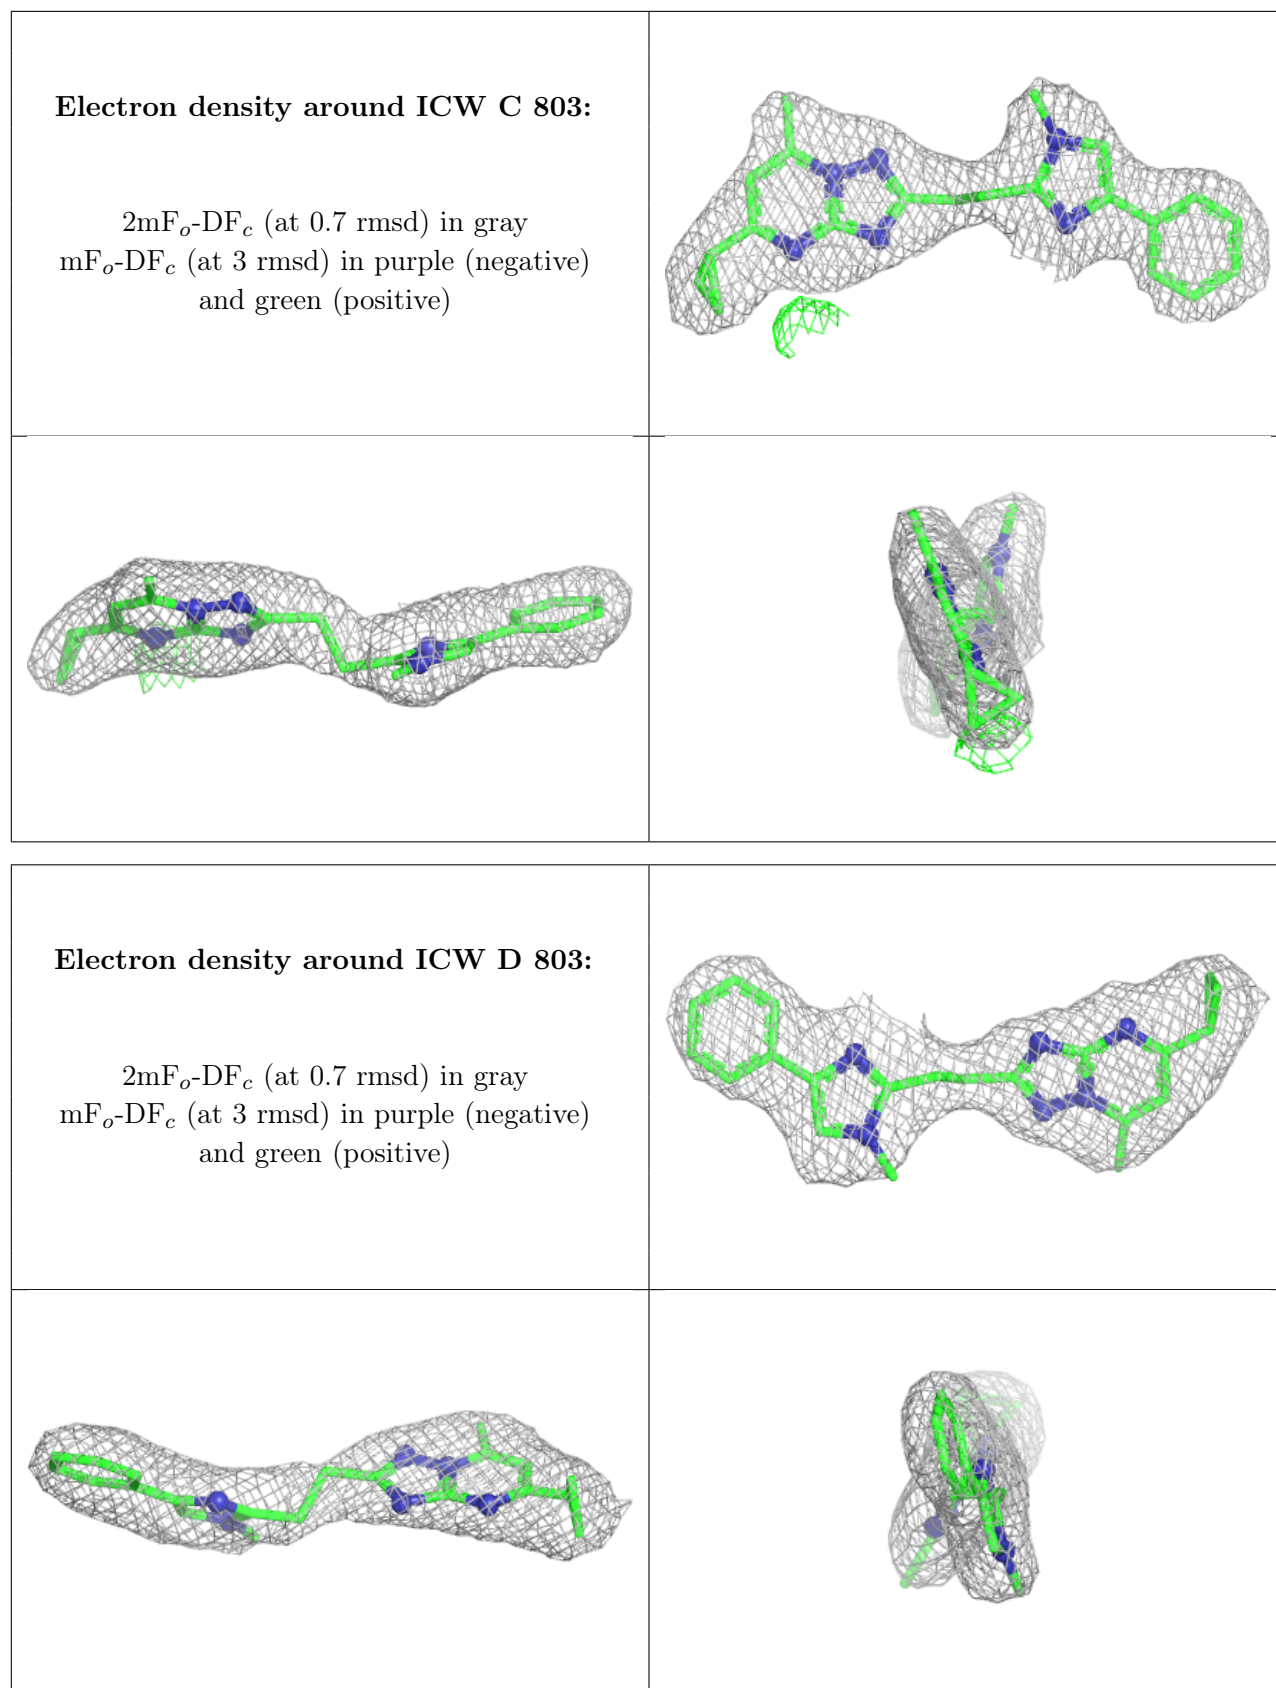 Electron density around ICW C 803:
2mFo-DFc (at 0.7 rmsd) in gray
mFo-DFc (at 3 rmsd) in purple (negative)
and green (positive)
Electron density around ICW D 803:
2mFo-DFc (at 0.7 rmsd) in gray
mFo-DFc (at 3 rmsd) in purple (negative)
and green (positive)